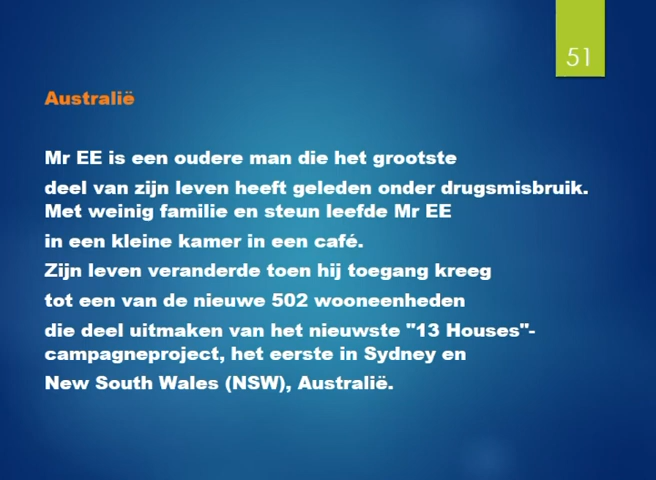 51
Australië
Mr EE is een oudere man die het grootste
deel van zijn leven heeft geleden onder drugsmisbruik.
Met weinig familie en steun leefde Mr EE
in een kleine kamer in een café.
Zijn leven veranderde toen hij toegang kreeg
tot een van de nieuwe 502 wooneenheden
die deel uitmaken van het nieuwste "13 Houses"-
campagneproject, het eerste in Sydney en
New South Wales (NSW), Australië.